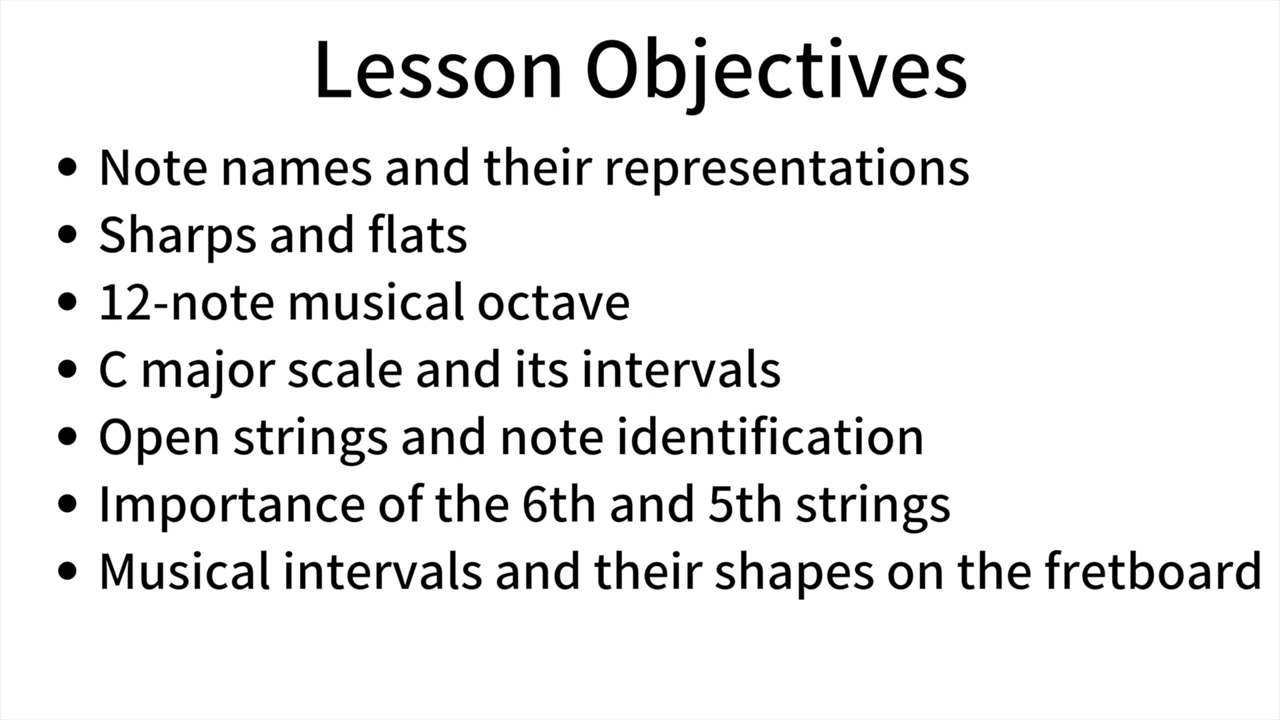 Lesson Objectives
• Note names and their representations
• Sharps and flats
• 12-note musical octave
• C major scale and its intervals
• Open strings and note identification
• Importance of the 6th and 5th strings
• Musical intervals and their shapes on the fretboard